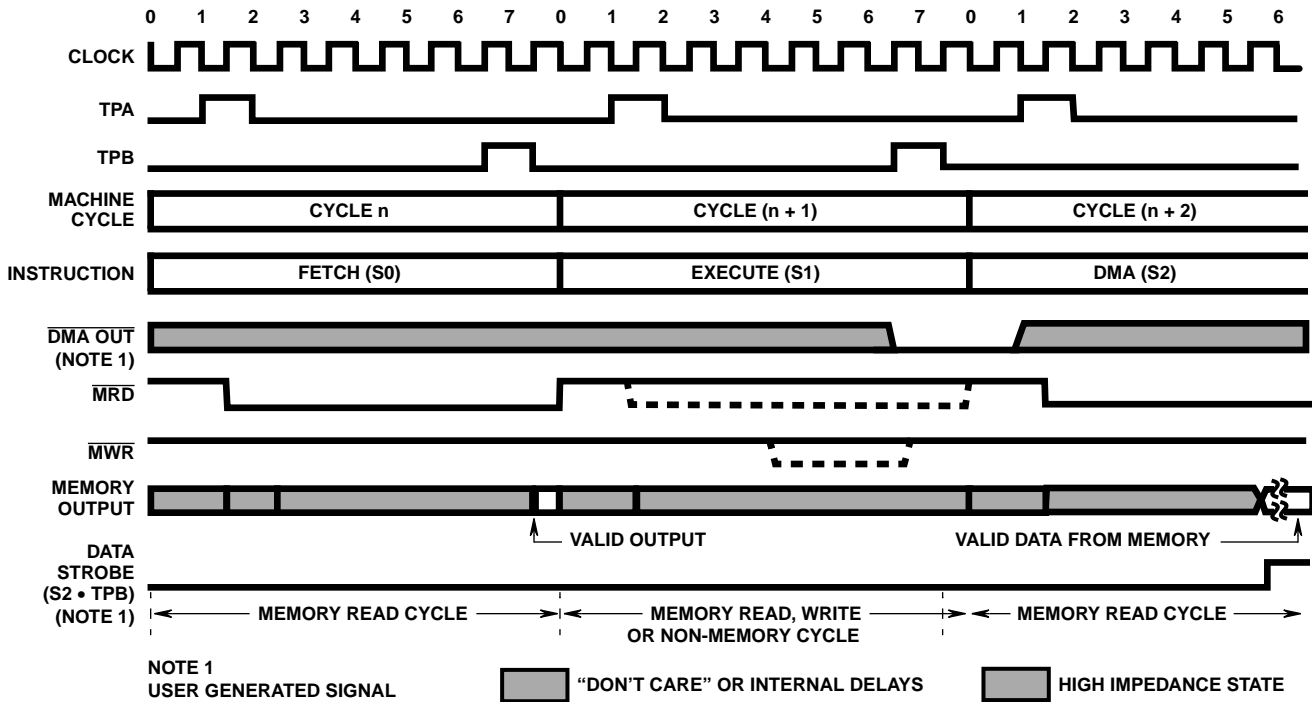 0 1 2 3 4 5 6 7 0 1 2 3 4 5 6 7 0 1 2 3 4 5 6
CLOCK
TPA
TPB
MACHINE
CYCLE
CYCLE n
CYCLE (n + 1)
CYCLE (n + 2)
INSTRUCTION
FETCH (S0)
EXECUTE (S1)
DMA (S2)
DMA OUT
(NOTE 1)
MRD
MWR
MEMORY
OUTPUT
VALID OUTPUT
VALID DATA FROM MEMORY
DATA
STROBE
(S2 • TPB)
(NOTE 1)
MEMORY READ CYCLE
MEMORY READ, WRITE
OR NON-MEMORY CYCLE
MEMORY READ CYCLE
NOTE 1
USER GENERATED SIGNAL
“DON’T CARE” OR INTERNAL DELAYS
HIGH IMPEDANCE STATE